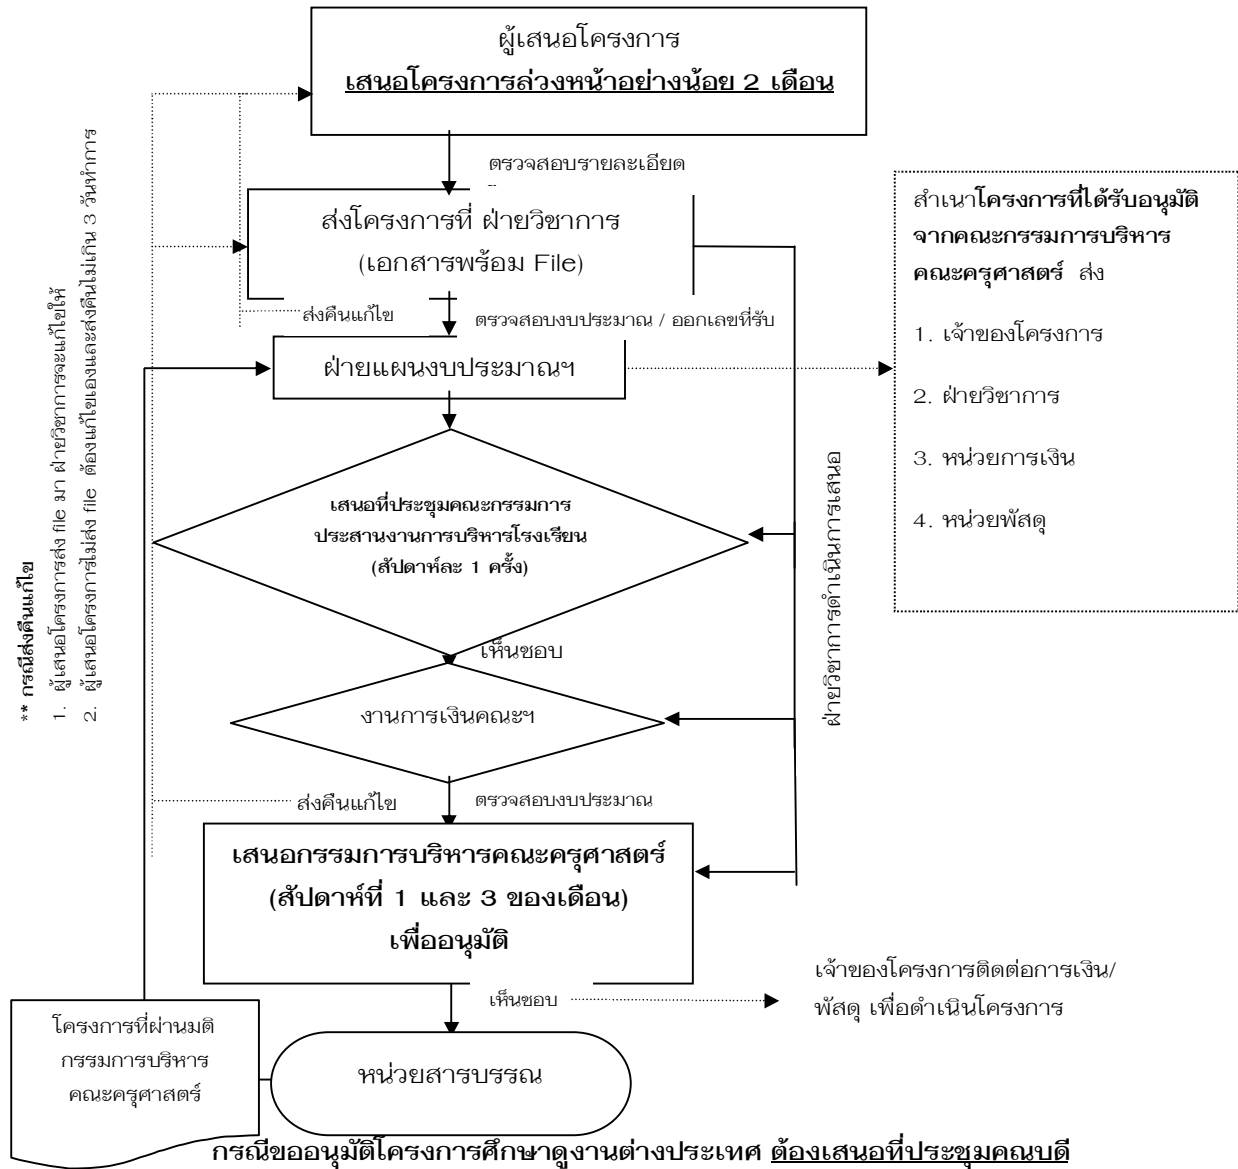 ผู้เสนอโครงการ
เสนอโครงการล่วงหน้าอย่างน้อย 2 เดือน
ตรวจสอบรายละเอียด
ส่งโครงการที่ ฝ่ายวิชาการ
(เอกสารพร้อม File)
ส่งคืนแก้ไข
ตรวจสอบงบประมาณ / ออกเลขที่รับ
ฝ่ายแผนงบประมาณฯ
เสนอที่ประชุมคณะกรรมการ
ประสานงานการบริหารโรงเรียน
(สัปดาห์ละ 1 ครั้ง)
เห็นชอบ
งานการเงินคณะฯ
ส่งคืนแก้ไข
ตรวจสอบงบประมาณ
เสนอกรรมการบริหารคณะครุศาสตร์
(สัปดาห์ที่ 1 และ 3 ของเดือน)
เพื่ออนุมัติ
เห็นชอบ
เจ้าของโครงการติดต่อการเงิน/
พัสดุ เพื่อดำเนินโครงการ
หน่วยสารบรรณ
โครงการที่ผ่านมติ
กรรมการบริหาร
คณะครุศาสตร์
ฝ่ายวิชาการดำเนินการเสนอ
สำเนาโครงการที่ได้รับอนุมัติ
จากคณะกรรมการบริหาร
คณะครุศาสตร์ ส่ง
1. เจ้าของโครงการ
2. ฝ่ายวิชาการ
3. หน่วยการเงิน
4. หน่วยพัสดุ
** กรณีส่งคืนแก้ไข
1. ผู้เสนอโครงการส่ง file มา ฝ่ายวิชาการจะแก้ไขให้
2. ผู้เสนอโครงการไม่ส่ง file ต้องแก้ไขเองและส่งคืนไม่เกิน 3 วันทำการ
กรณีขออนุมัติโครงการศึกษาดูงานต่างประเทศ ต้องเสนอที่ประชุมคณบดี